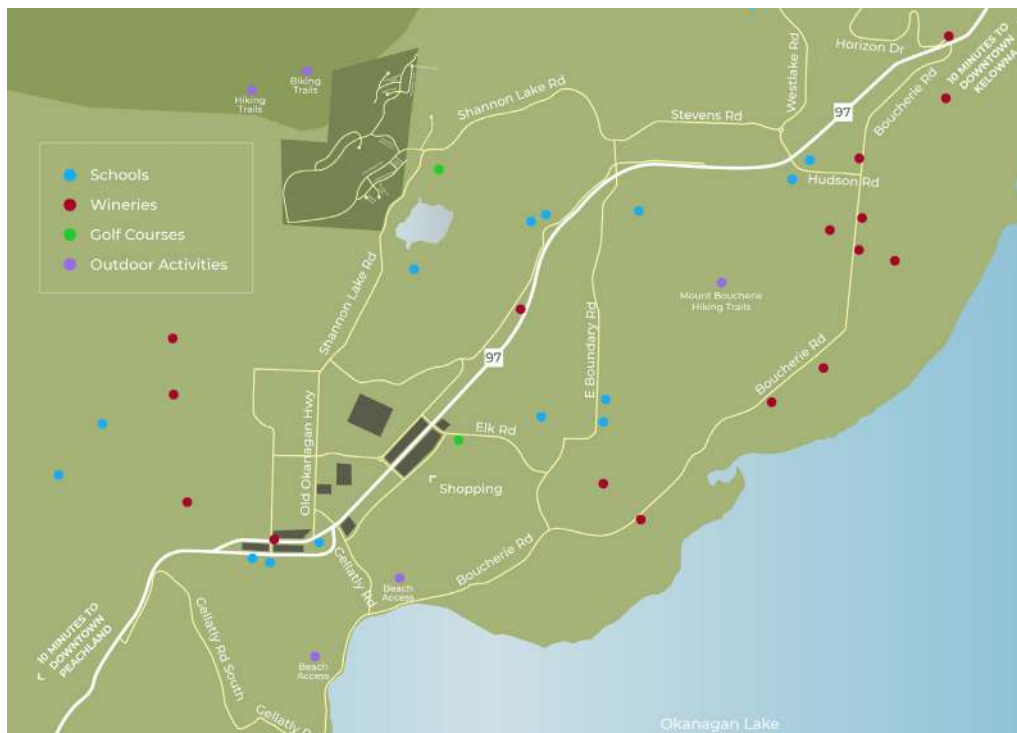 Horizon Dr
Westlake Rd
10 MINUTES TO
DOWNTOWN
KELOWNA
Boucherie Rd
97
Biking
Trails
Hiking
Trails
Shannon Lake Rd
Stevens Rd
Hudson Rd
Schools
Wineries
Golf Courses
Outdoor Activities
Shannon Lake Rd
Mount Boucherie
Hiking Trails
97
E Boundary Rd
Boucherie Rd
Old Okanagan Hwy
Elk Rd
Shopping
Gellatly Rd
Boucherie Rd
Beach
Access
10 MINUTES TO
DOWNTOWN
PEACHLAND
Gellatly Rd South
Beach
Access
Gellatly
Okanagan Lake